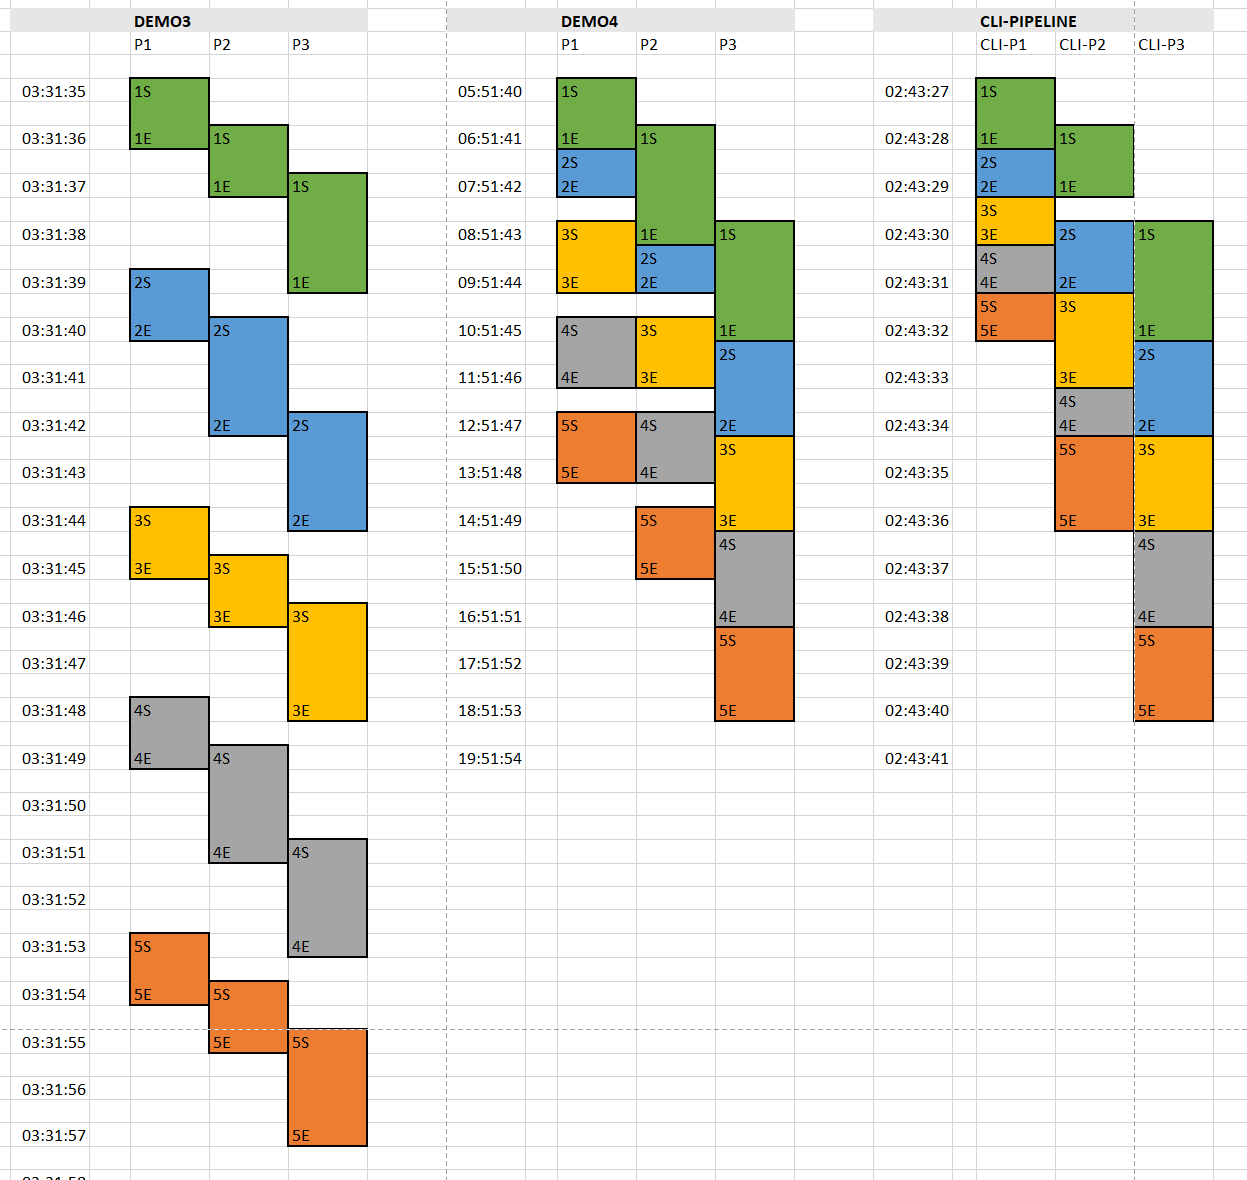 DEMO3 DEMO4 CLI-PIPELINE
P1 P2 P3 P1 P2 P3 CLI-P1 CLI-P2 CLI-P3
03:31:35 1S 05:51:40 1S 02:43:27 1S
03:31:36 1E 1S 06:51:41 1E 1S 02:43:28 1E 1S
2S 2S
03:31:37 1E 1S 07:51:42 2E 02:43:29 2E 1E
3S
03:31:38 08:51:43 3S 1E 1S 02:43:30 3E 2S 1S
2S 4S
03:31:39 2S 1E 09:51:44 3E 2E 02:43:31 4E 2E
5S 3S
03:31:40 2E 2S 10:51:45 4S 3S 1E 02:43:32 5E 1E
2S 2S
03:31:41 11:51:46 4E 3E 02:43:33 3E
4S
03:31:42 2E 2S 12:51:47 5S 4S 2E 02:43:34 4E 2E
3S 5S 3S
03:31:43 13:51:48 5E 4E 02:43:35
03:31:44 3S 2E 14:51:49 5S 3E 02:43:36 5E 3E
4S 4S
03:31:45 3E 3S 15:51:50 5E 02:43:37
03:31:46 3E 3S 16:51:51 4E 02:43:38 4E
5S 5S
03:31:47 17:51:52 02:43:39
03:31:48 4S 3E 18:51:53 5E 02:43:40 5E
03:31:49 4E 4S 19:51:54 02:43:41
03:31:50
03:31:51 4E 4S
03:31:52
03:31:53 5S 4E
03:31:54 5E 5S
03:31:55 5E 5S
03:31:56
03:31:57 5E